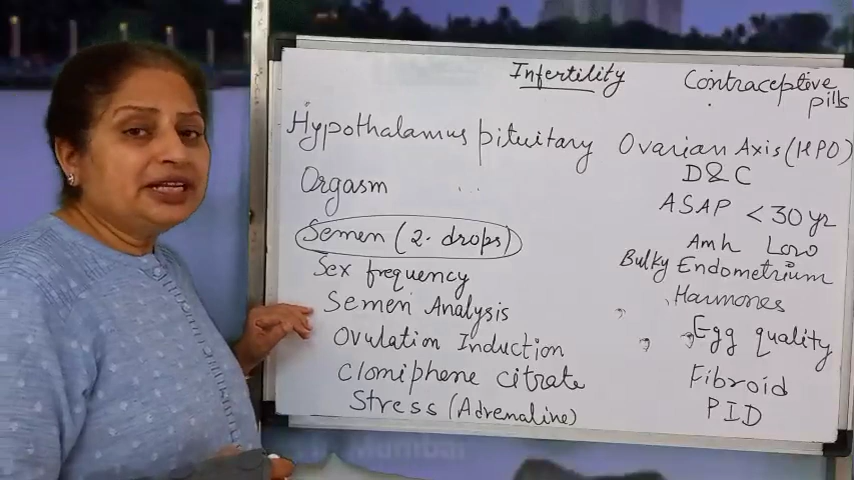 Infertility
Contraceptive
pills
Hypothalamus pituitary Ovarian Axis (HPO)
D&C
Orgasm
ASAP < 30 yr
Semen (2. drops)
Amh Low
Sex frequency
Bulky Endometrium
Semen Analysis
Harmones
Ovulation Induction
Egg quality
Clomiphene citrate
Fibroid
Stress (Adrenaline)
PID
Mumbai